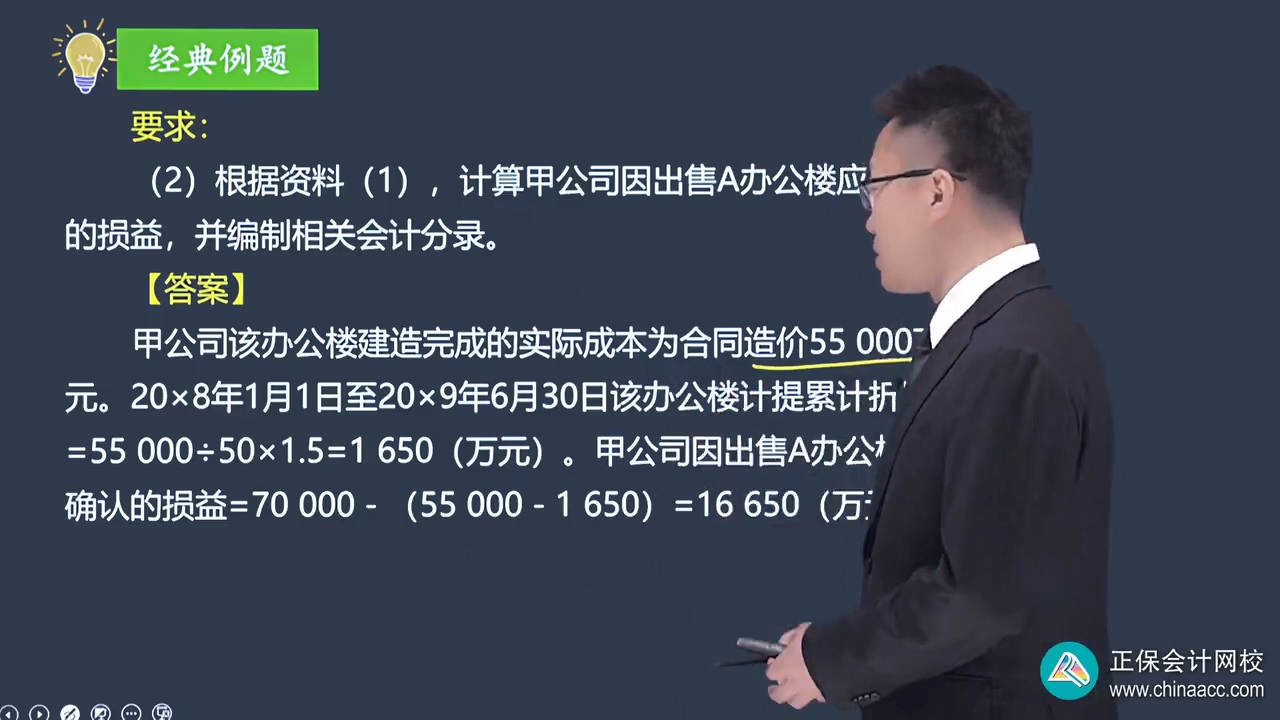 经典例题
要求：
（2）根据资料（1），计算甲公司因出售A办公楼应
的损益，并编制相关会计分录。
【答案】
甲公司该办公楼建造完成的实际成本为合同造价55 000
元。20×8年1月1日至20×9年6月30日该办公楼计提累计折
=55 000÷50×1.5=1 650（万元）。甲公司因出售A办公
确认的损益=70 000-（55 000-1 650）=16 650（万
正保会计网校
www.chinaacc.com